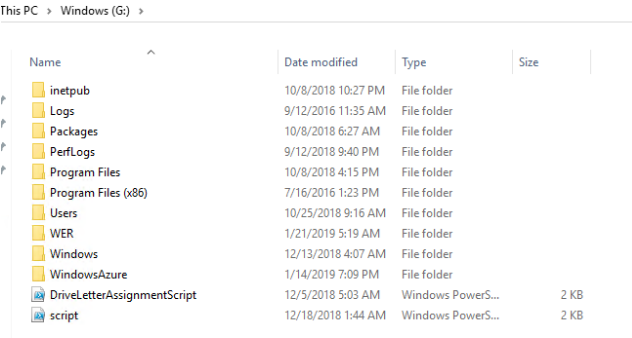 This PC > Windows (G:) >
Name Date modified Type Size
inetpub 10/8/2018 10:27 PM File folder
Logs 9/12/2016 11:35 AM File folder
Packages 10/8/2018 6:27 AM File folder
PerfLogs 9/12/2018 9:40 PM File folder
Program Files 10/8/2018 4:15 PM File folder
Program Files (x86) 7/16/2016 1:23 PM File folder
Users 10/25/2018 9:16 AM File folder
WER 1/21/2019 5:19 AM File folder
Windows 12/13/2018 4:07 AM File folder
WindowsAzure 1/14/2019 7:09 PM File folder
DriveLetterAssignmentScript 12/5/2018 5:03 AM Windows PowerS... 2 KB
script 12/18/2018 1:44 AM Windows PowerS... 2 KB